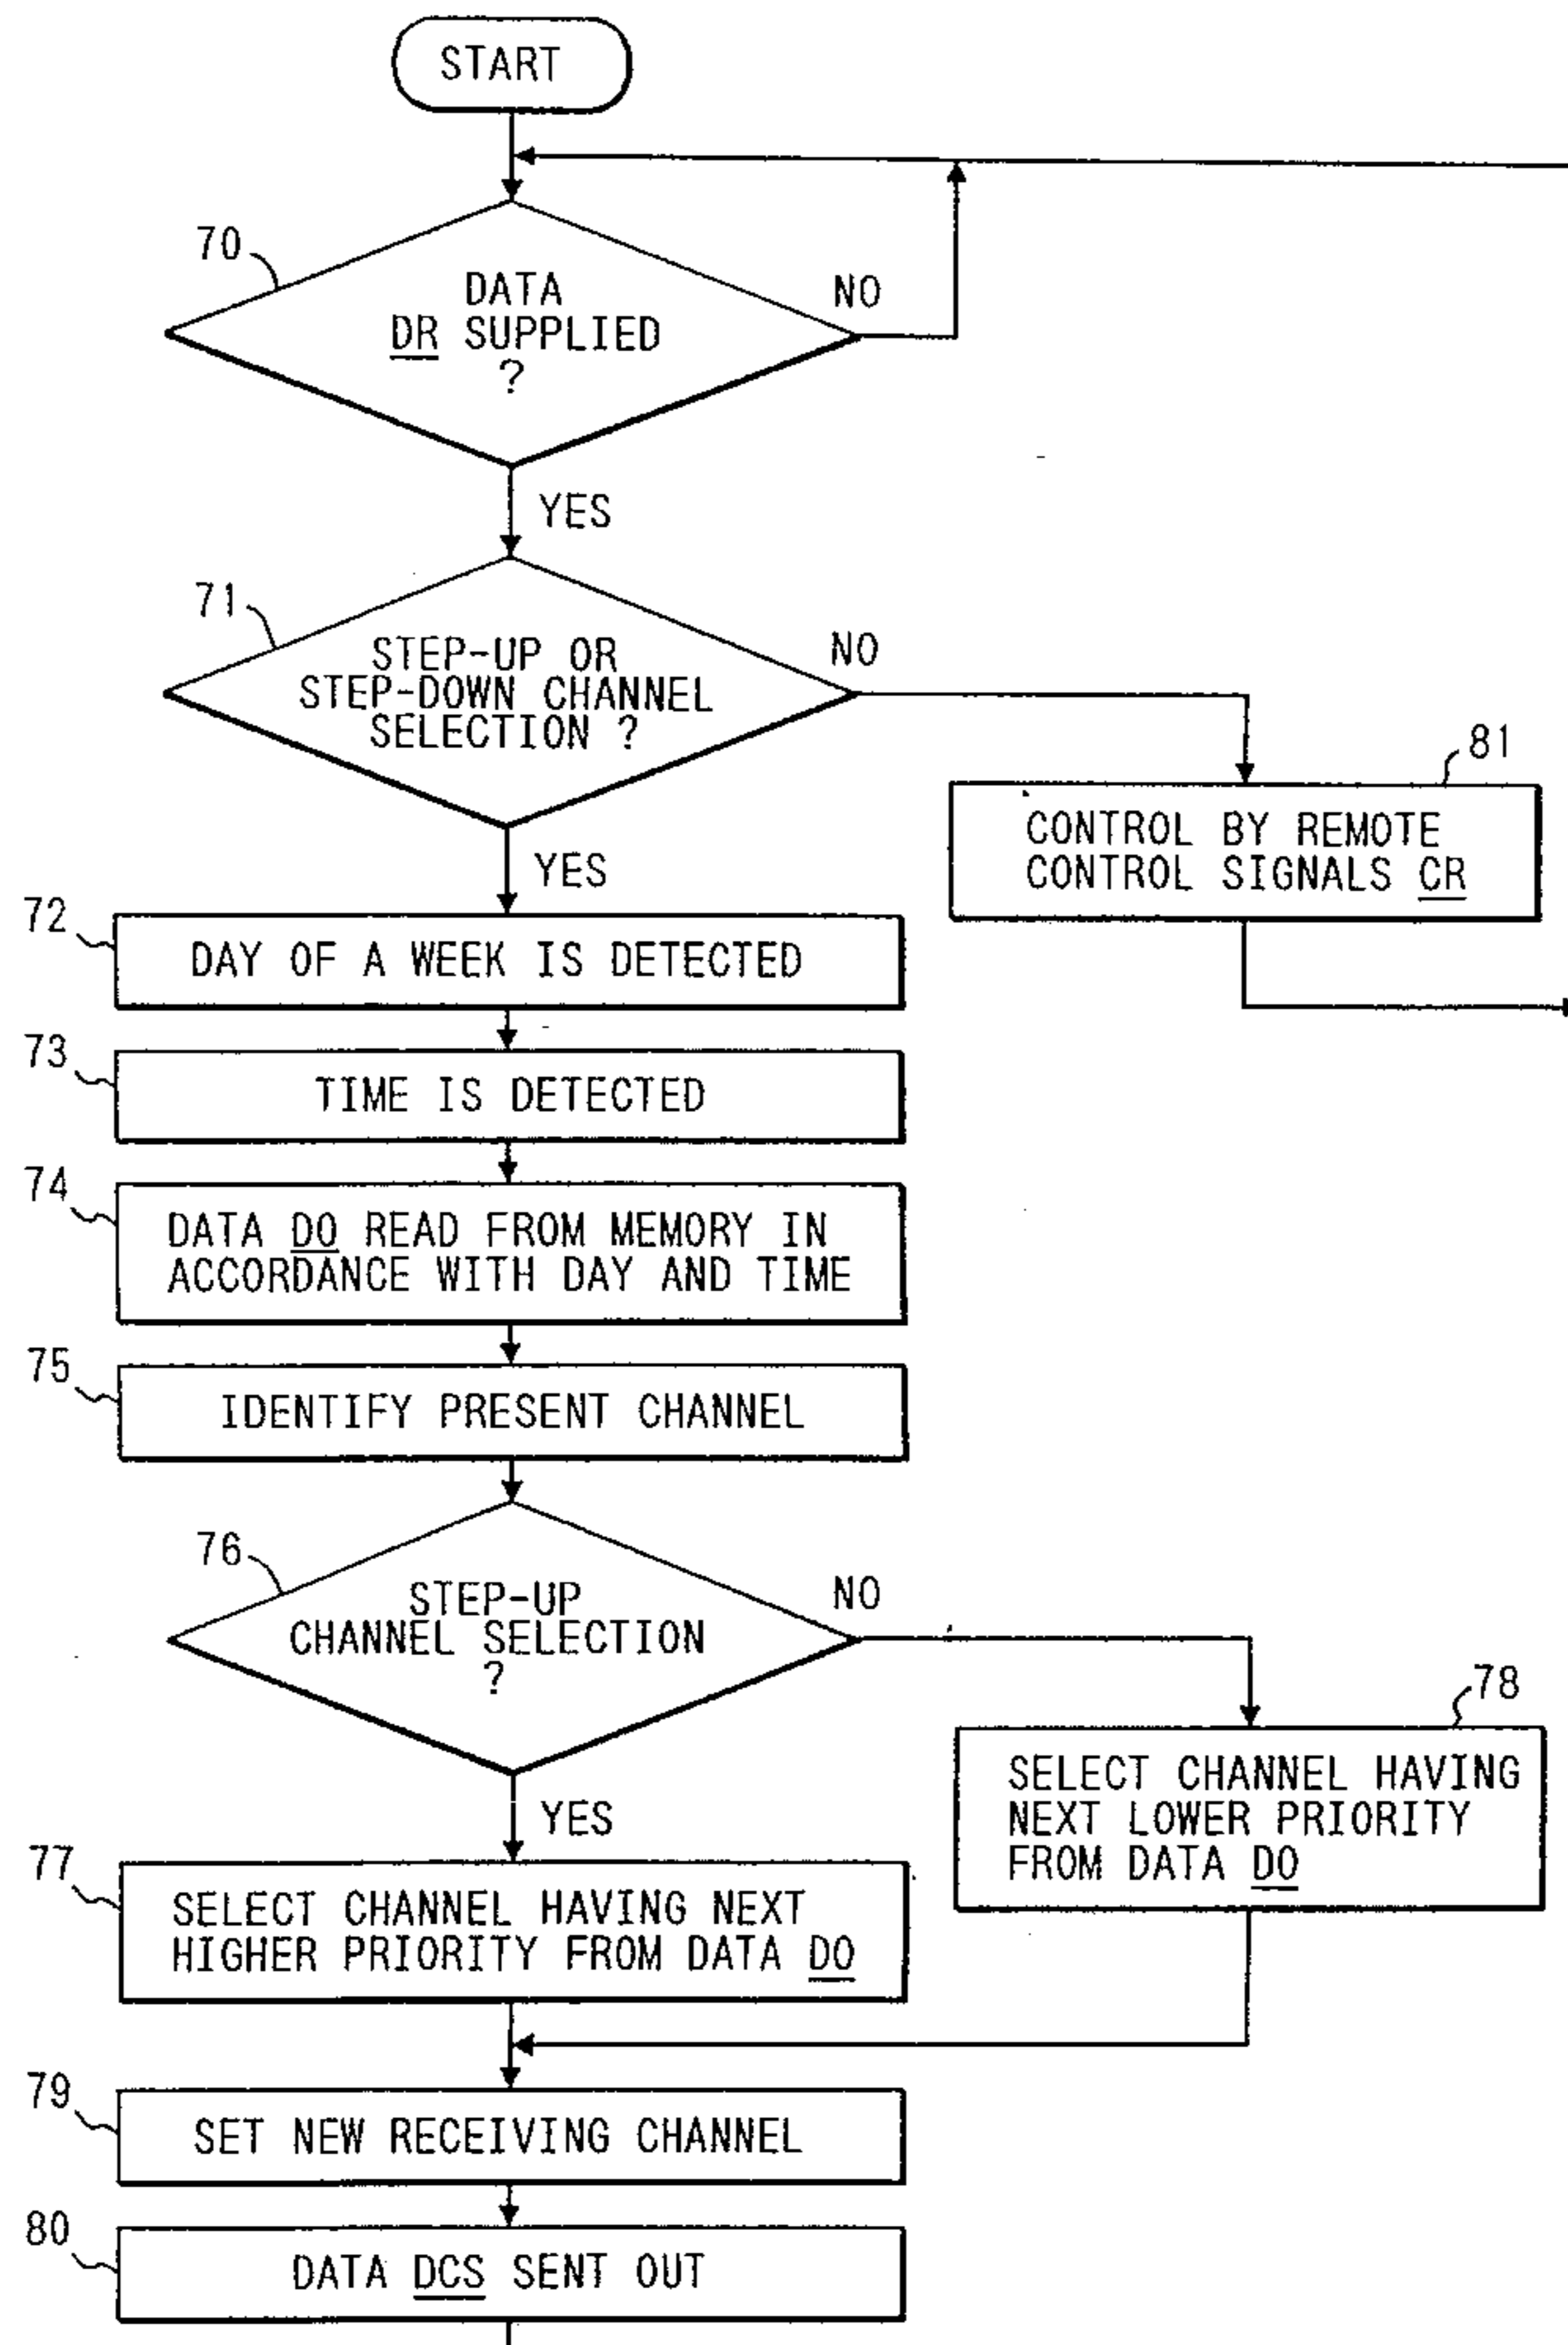 START
70
DATA
DR SUPPLIED
?
NO
YES
71
STEP-UP OR
STEP-DOWN CHANNEL
SELECTION ?
NO
YES
81
CONTROL BY REMOTE
CONTROL SIGNALS CR
72
DAY OF A WEEK IS DETECTED
73
TIME IS DETECTED
74
DATA DO READ FROM MEMORY IN
ACCORDANCE WITH DAY AND TIME
75
IDENTIFY PRESENT CHANNEL
76
STEP-UP
CHANNEL SELECTION
?
NO
YES
78
SELECT CHANNEL HAVING
NEXT LOWER PRIORITY
FROM DATA DO
77
SELECT CHANNEL HAVING NEXT
HIGHER PRIORITY FROM DATA DO
79
SET NEW RECEIVING CHANNEL
80
DATA DCS SENT OUT